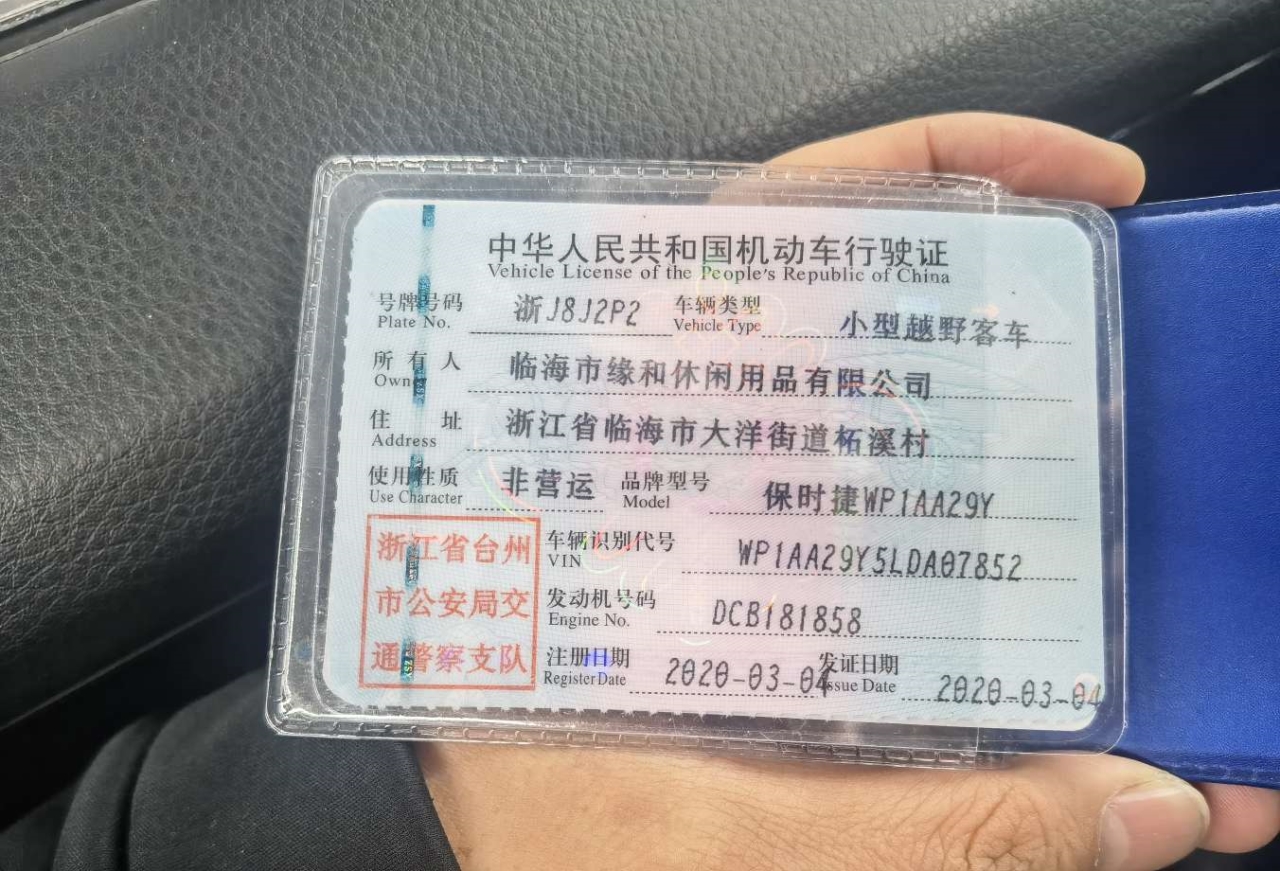 中华人民共和国机动车行驶证
Vehicle License of the People's Republic of China
号牌号码 浙J8J2P2 车辆类型 小型越野客车
Plate No. Vehicle Type
所有人 临海市缘和休闲用品有限公司
Owner
住址 浙江省临海市大洋街道柘溪村
Address
使用性质 非营运 品牌型号 保时捷WP1AA29Y
Use Character Model
浙江省台州
市公安局交
通警察支队
车辆识别代号 WP1AA29Y5LDA07852
VIN
发动机号码 DCB181858
Engine No.
注册日期 2020-03-04 发证日期 2020-03-04
Register Date Issue Date